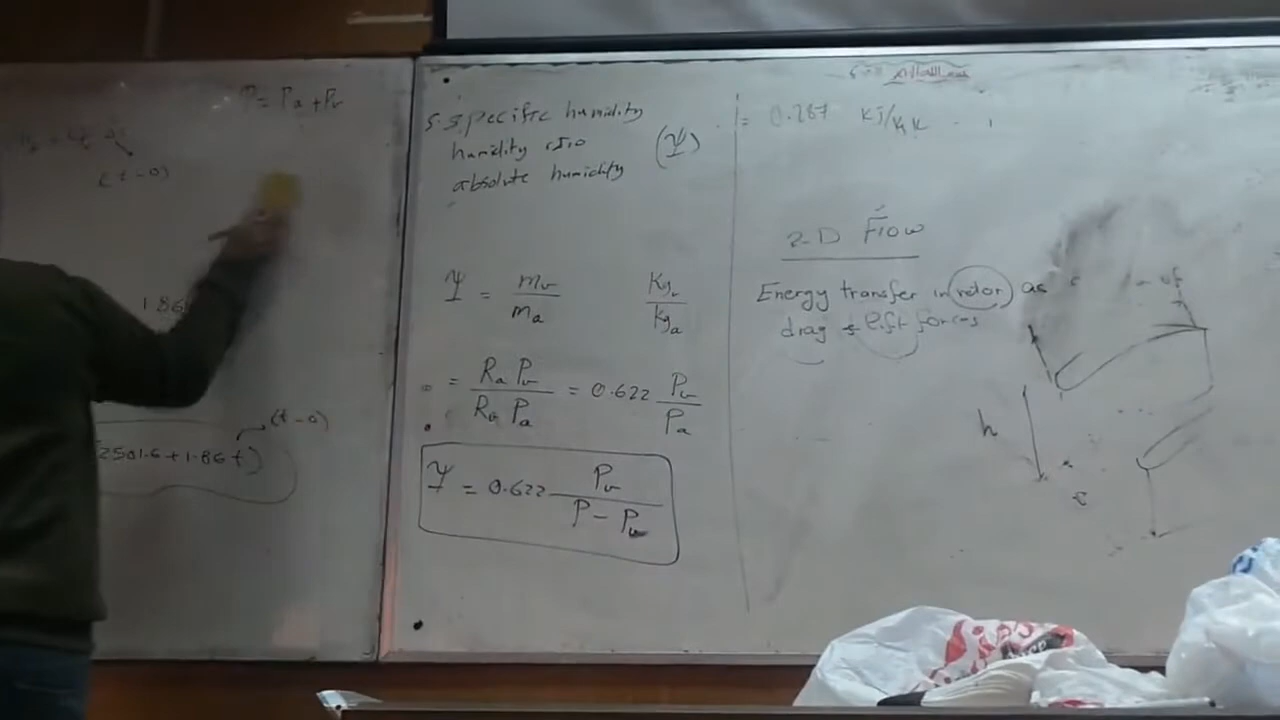 P = Pa + Pv
(t - 0)
1.86
2501.6 + 1.86 t)
(t - 0)
5. Specific humidity
humidity ratio
absolute humidity
(Ψ)
Ψ = mv / ma   Kgv / Kga
= Ra Pv / Rv Pa = 0.622 Pv / Pa
Ψ = 0.622 Pv / P - Pv
= 0.287 kJ/kg K
2-D Flow
Energy transfer in rotor as
drag & lift forces
h